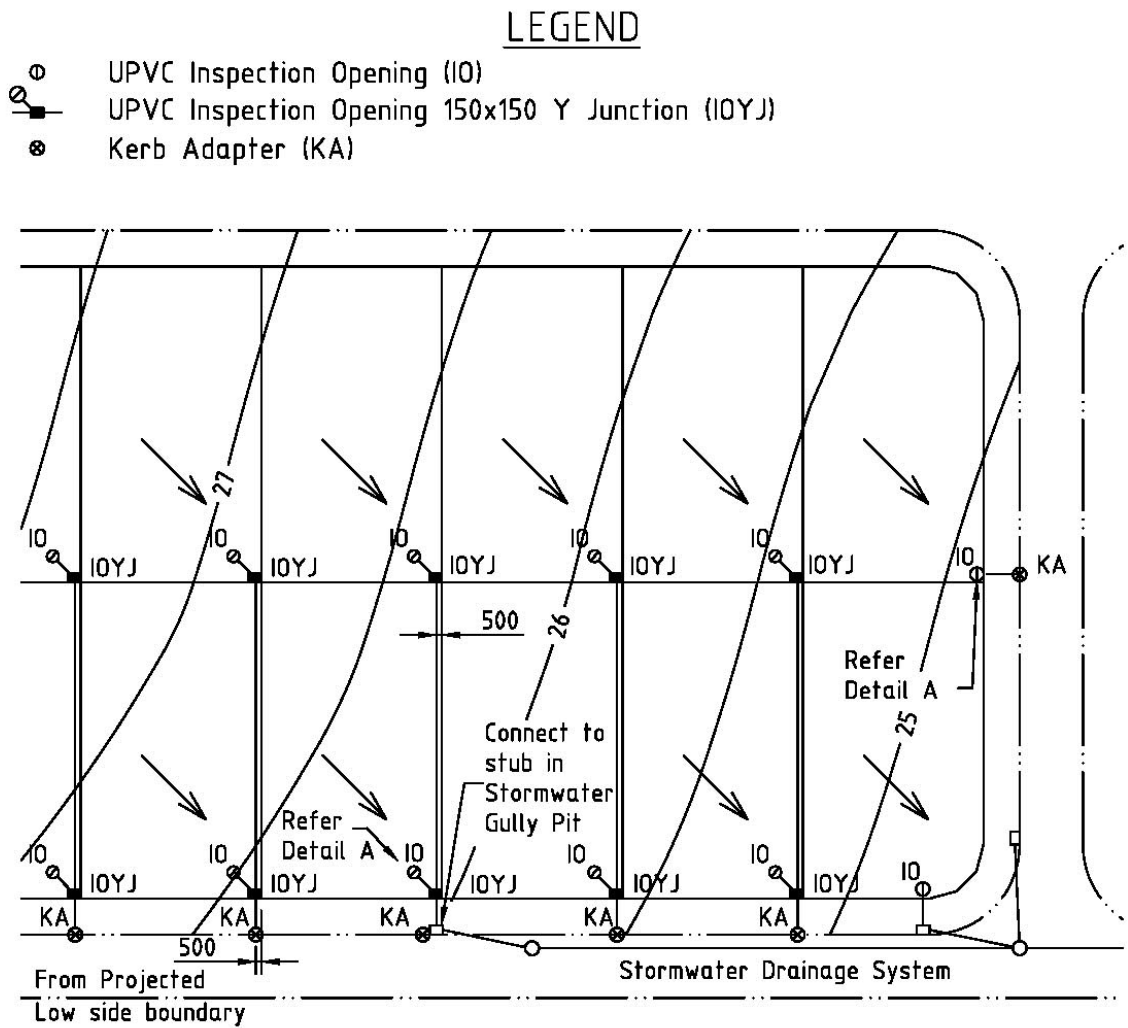 LEGEND
UPVC Inspection Opening (IO)
UPVC Inspection Opening 150x150 Y Junction (IOYJ)
Kerb Adapter (KA)
27
IO
IO
IO
IO
IO
IO
IOYJ
IOYJ
IOYJ
IOYJ
IOYJ
KA
500
26
Refer
Detail A
25
Connect to
stub in
Stormwater
Gully Pit
Refer
Detail A
IO
IO
IO
IO
IO
IO
IOYJ
IOYJ
IOYJ
IOYJ
IOYJ
KA
KA
KA
KA
KA
500
Stormwater Drainage System
From Projected
Low side boundary